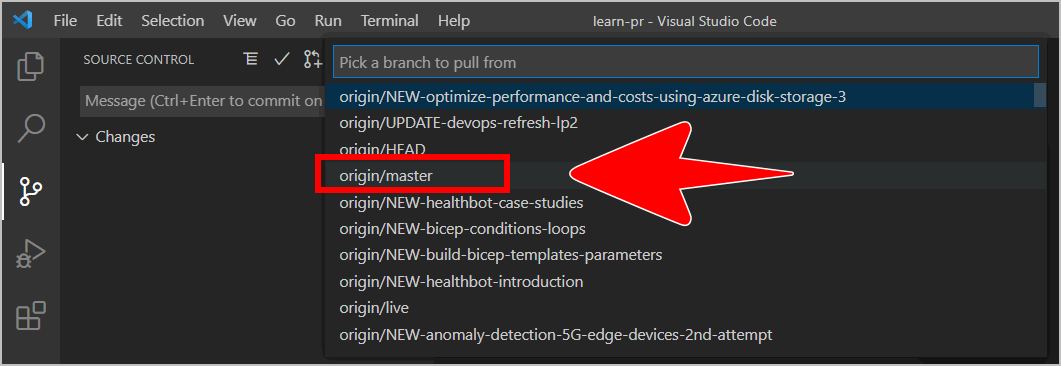 File Edit Selection View Go Run Terminal Help learn-pr - Visual Studio Code
SOURCE CONTROL
Pick a branch to pull from
Message (Ctrl+Enter to commit on
Changes
origin/NEW-optimize-performance-and-costs-using-azure-disk-storage-3
origin/UPDATE-devops-refresh-lp2
origin/HEAD
origin/master
origin/NEW-healthbot-case-studies
origin/NEW-bicep-conditions-loops
origin/NEW-build-bicep-templates-parameters
origin/NEW-healthbot-introduction
origin/live
origin/NEW-anomaly-detection-5G-edge-devices-2nd-attempt